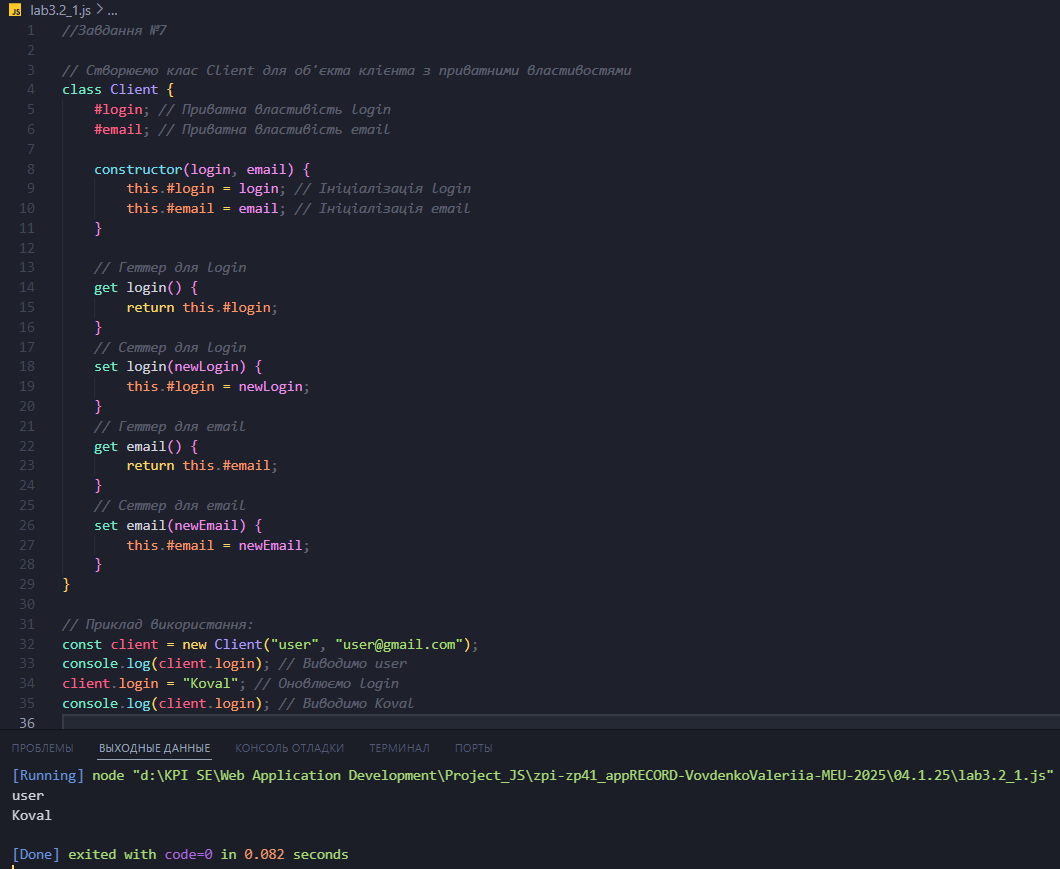 JS lab3.2_1.js > ...
1 //Завдання №7
2
3 // Створюємо клас Client для об'єкта клієнта з приватними властивостями
4 class Client {
5 #login; // Приватна властивість login
6 #email; // Приватна властивість email
7
8 constructor(login, email) {
9 this.#login = login; // Ініціалізація login
10 this.#email = email; // Ініціалізація email
11 }
12
13 // Геттер для login
14 get login() {
15 return this.#login;
16 }
17 // Сеттер для login
18 set login(newLogin) {
19 this.#login = newLogin;
20 }
21 // Геттер для email
22 get email() {
23 return this.#email;
24 }
25 // Сеттер для email
26 set email(newEmail) {
27 this.#email = newEmail;
28 }
29 }
30
31 // Приклад використання:
32 const client = new Client("user", "user@gmail.com");
33 console.log(client.login); // Виводимо user
34 client.login = "Koval"; // Оновлюємо login
35 console.log(client.login); // Виводимо Koval
36
ПРОБЛЕМЫ ВЫХОДНЫЕ ДАННЫЕ КОНСОЛЬ ОТЛАДКИ ТЕРМИНАЛ ПОРТЫ
[Running] node "d:\KPI SE\Web Application Development\Project_JS\zpi-zp41_appRECORD-VovdenkoValeriia-MEU-2025\04.1.25\lab3.2_1.js"
user
Koval
[Done] exited with code=0 in 0.082 seconds